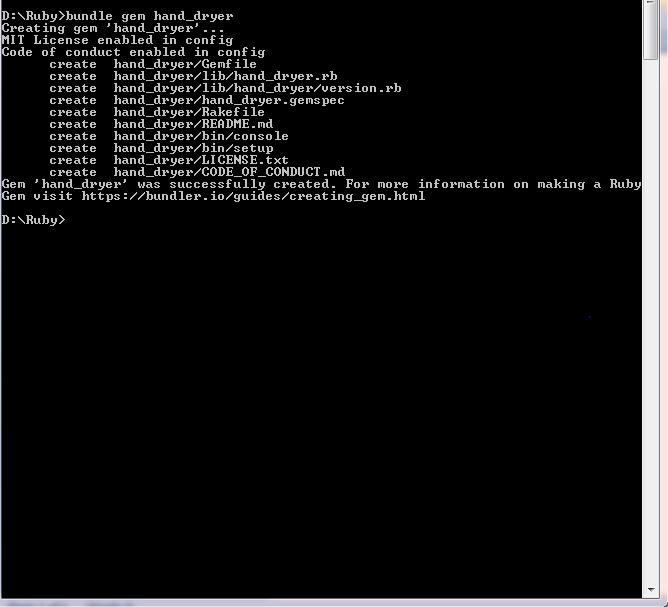 D:\Ruby>bundle gem hand_dryer
Creating gem 'hand_dryer'...
MIT License enabled in config
Code of conduct enabled in config
      create  hand_dryer/Gemfile
      create  hand_dryer/lib/hand_dryer.rb
      create  hand_dryer/lib/hand_dryer/version.rb
      create  hand_dryer/hand_dryer.gemspec
      create  hand_dryer/Rakefile
      create  hand_dryer/README.md
      create  hand_dryer/bin/console
      create  hand_dryer/bin/setup
      create  hand_dryer/LICENSE.txt
      create  hand_dryer/CODE_OF_CONDUCT.md
Gem 'hand_dryer' was successfully created. For more information on making a Ruby
Gem visit https://bundler.io/guides/creating_gem.html
D:\Ruby>